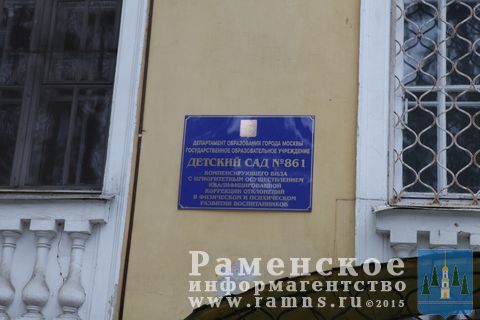 ДЕПАРТАМЕНТ ОБРАЗОВАНИЯ ГОРОДА МОСКВЫ
ГОСУДАРСТВЕННОЕ ОБРАЗОВАТЕЛЬНОЕ УЧРЕЖДЕНИЕ
ДЕТСКИЙ САД №861
КОМПЕНСИРУЮЩЕГО ВИДА
С ПРИОРИТЕТНЫМ ОСУЩЕСТВЛЕНИЕМ
КВАЛИФИЦИРОВАННОЙ
КОРРЕКЦИИ ОТКЛОНЕНИЙ
В ФИЗИЧЕСКОМ И ПСИХИЧЕСКОМ
РАЗВИТИИ ВОСПИТАННИКОВ
Раменское
информагентство
www.ramns.ru©2015